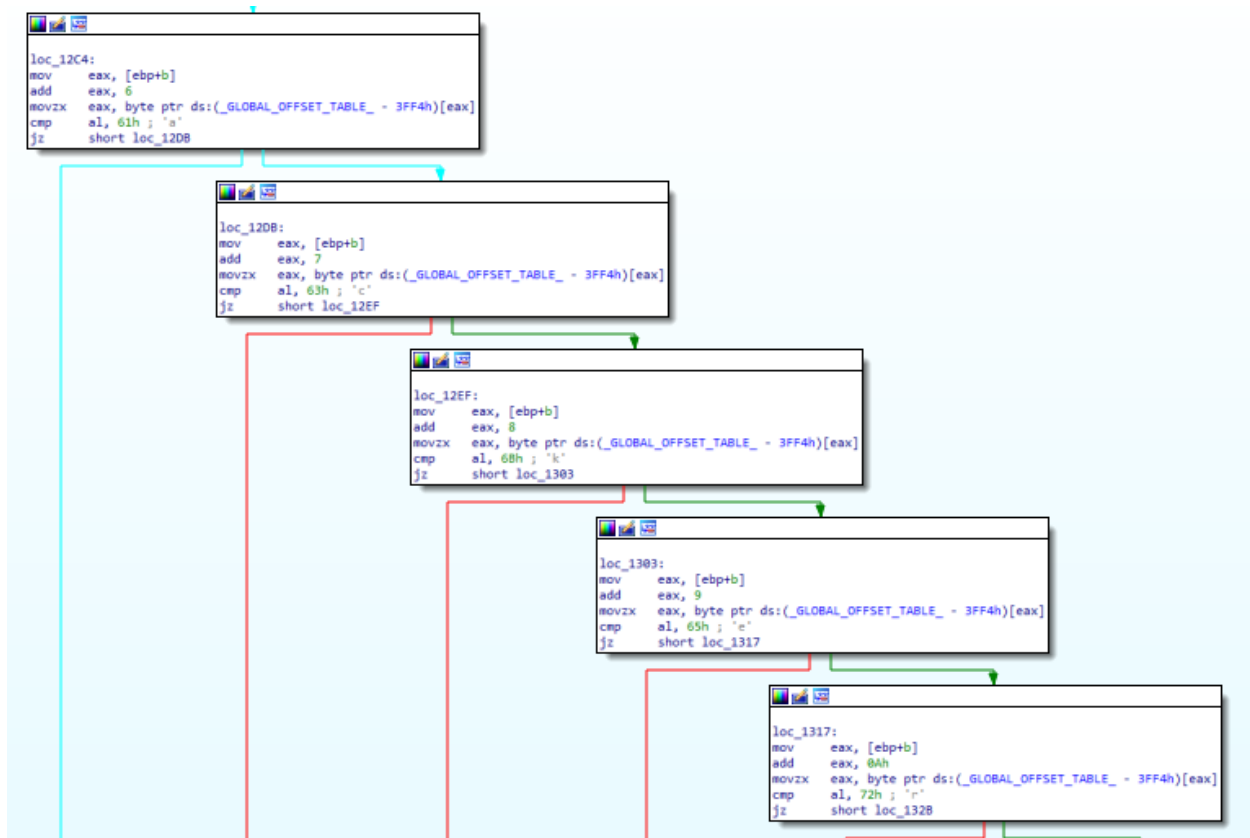 loc_12C4:
mov eax, [ebp+b]
add eax, 6
movzx eax, byte ptr ds:(_GLOBAL_OFFSET_TABLE_ - 3FF4h)[eax]
cmp al, 61h ; 'a'
jz short loc_12DB
loc_12DB:
mov eax, [ebp+b]
add eax, 7
movzx eax, byte ptr ds:(_GLOBAL_OFFSET_TABLE_ - 3FF4h)[eax]
cmp al, 63h ; 'c'
jz short loc_12EF
loc_12EF:
mov eax, [ebp+b]
add eax, 8
movzx eax, byte ptr ds:(_GLOBAL_OFFSET_TABLE_ - 3FF4h)[eax]
cmp al, 6Bh ; 'k'
jz short loc_1303
loc_1303:
mov eax, [ebp+b]
add eax, 9
movzx eax, byte ptr ds:(_GLOBAL_OFFSET_TABLE_ - 3FF4h)[eax]
cmp al, 65h ; 'e'
jz short loc_1317
loc_1317:
mov eax, [ebp+b]
add eax, 0Ah
movzx eax, byte ptr ds:(_GLOBAL_OFFSET_TABLE_ - 3FF4h)[eax]
cmp al, 72h ; 'r'
jz short loc_132B